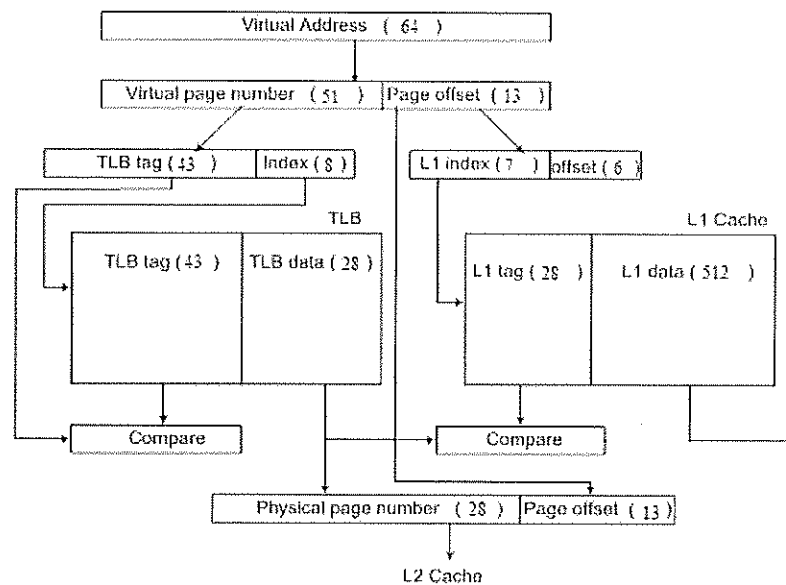 Virtual Address ( 64 )
Virtual page number ( 51 ) Page offset ( 13 )
TLB tag ( 43 ) Index ( 8 ) L1 index ( 7 ) offset ( 6 )
TLB L1 Cache
TLB tag ( 43 ) TLB data ( 28 ) L1 tag ( 28 ) L1 data ( 512 )
Compare Compare
Physical page number ( 28 ) Page offset ( 13 )
L2 Cache